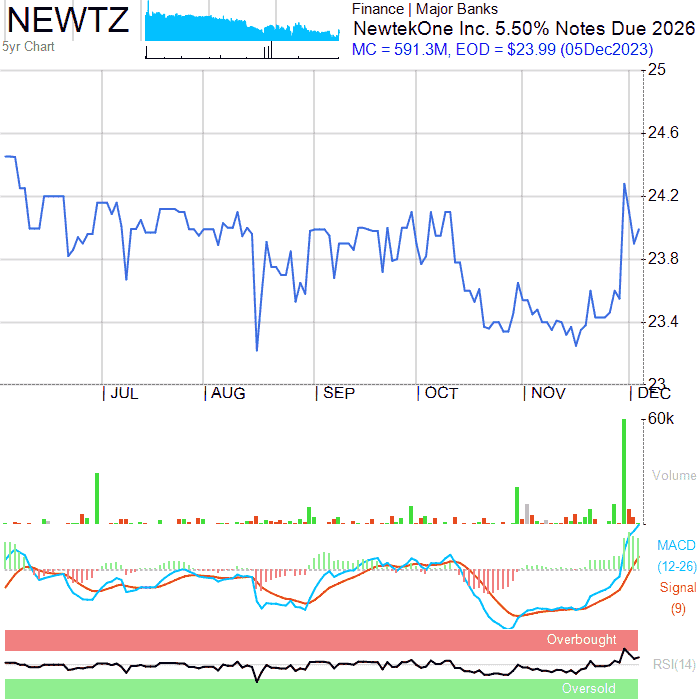 NEWTZ
5yr Chart
Finance | Major Banks
NewtekOne Inc. 5.50% Notes Due 2026
MC = 591.3M, EOD = $23.99 (05Dec2023)
25
24.6
24.2
23.8
23.4
23
JUL AUG SEP OCT NOV DEC
60k
Volume
MACD
(12-26)
Signal
(9)
Overbought
RSI(14)
Oversold